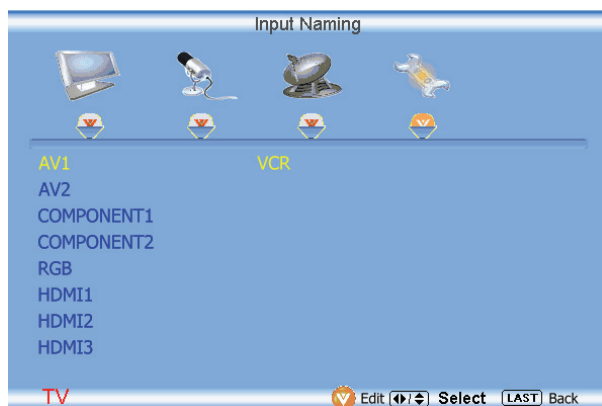 Input Naming
AV1 VCR
AV2
COMPONENT1
COMPONENT2
RGB
HDMI1
HDMI2
HDMI3
TV V Edit / Select LAST Back